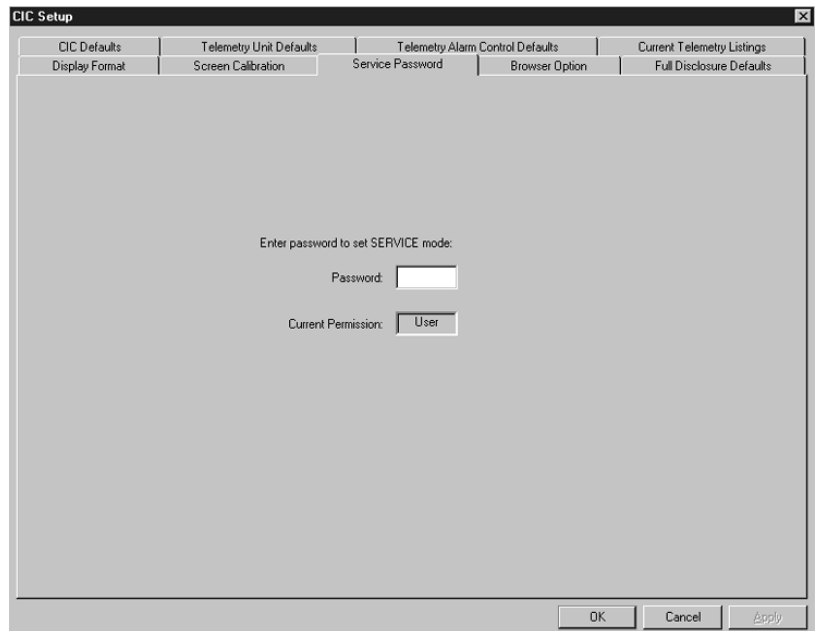 CIC Setup
CIC Defaults
Telemetry Unit Defaults
Telemetry Alarm Control Defaults
Current Telemetry Listings
Display Format
Screen Calibration
Service Password
Browser Option
Full Disclosure Defaults
Enter password to set SERVICE mode:
Password:
Current Permission: User
OK Cancel Apply